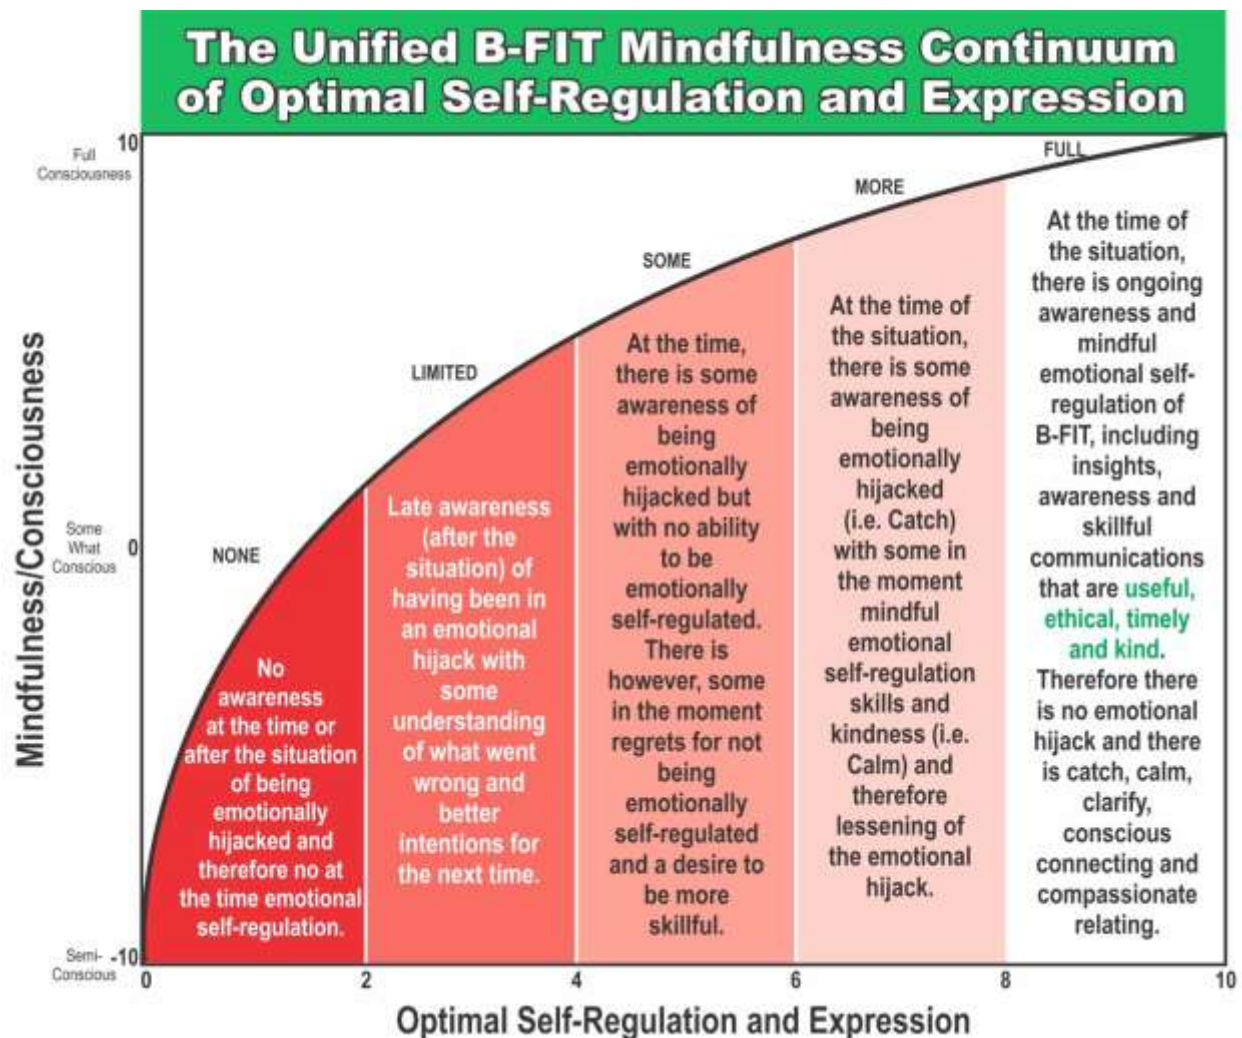 The Unified B-FIT Mindfulness Continuum
of Optimal Self-Regulation and Expression
Mindfulness/Consciousness
10
Full
Consciousness
Some
What
Conscious
0
Semi-
Conscious
-10
NONE
No
awareness
at the time or
after the situation
of being
emotionally
hijacked and
therefore no at
the time emotional
self-regulation.
LIMITED
Late awareness
(after the
situation) of
having been in
an emotional
hijack with
some
understanding
of what went
wrong and
better
intentions for
the next time.
SOME
At the time,
there is some
awareness of
being
emotionally
hijacked but
with no ability
to be
emotionally
self-regulated.
There is
however, some
in the moment
regrets for not
being
emotionally
self-regulated
and a desire to
be more
skillful.
MORE
At the time of
the situation,
there is some
awareness of
being
emotionally
hijacked
(i.e. Catch)
with some in
the moment
mindful
emotional
self-regulation
skills and
kindness (i.e.
Calm) and
therefore
lessening of
the emotional
hijack.
FULL
At the time of
the situation,
there is ongoing
awareness and
mindful
emotional self-
regulation of
B-FIT, including
insights,
awareness and
skillful
communications
that are useful,
ethical, timely
and kind.
Therefore there
is no emotional
hijack and there
is catch, calm,
clarify,
conscious
connecting and
compassionate
relating.
0 2 4 6 8 10
Optimal Self-Regulation and Expression